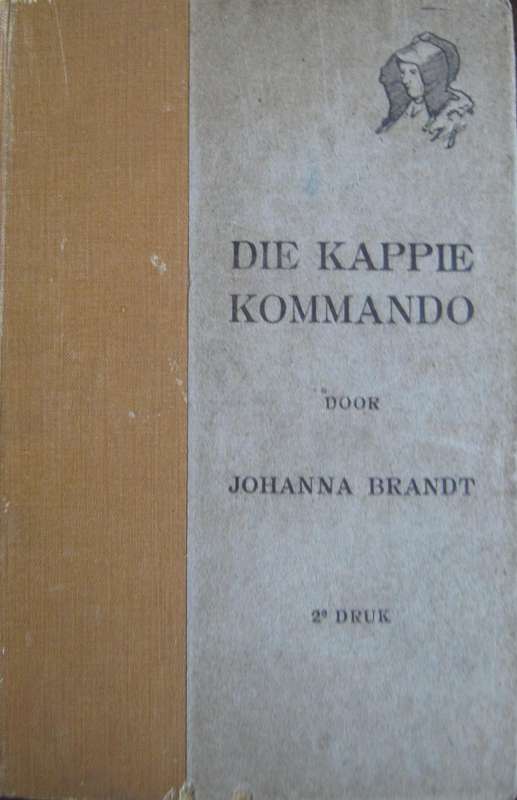 DIE KAPPIE
KOMMANDO
DOOR
JOHANNA BRANDT
2e DRUK